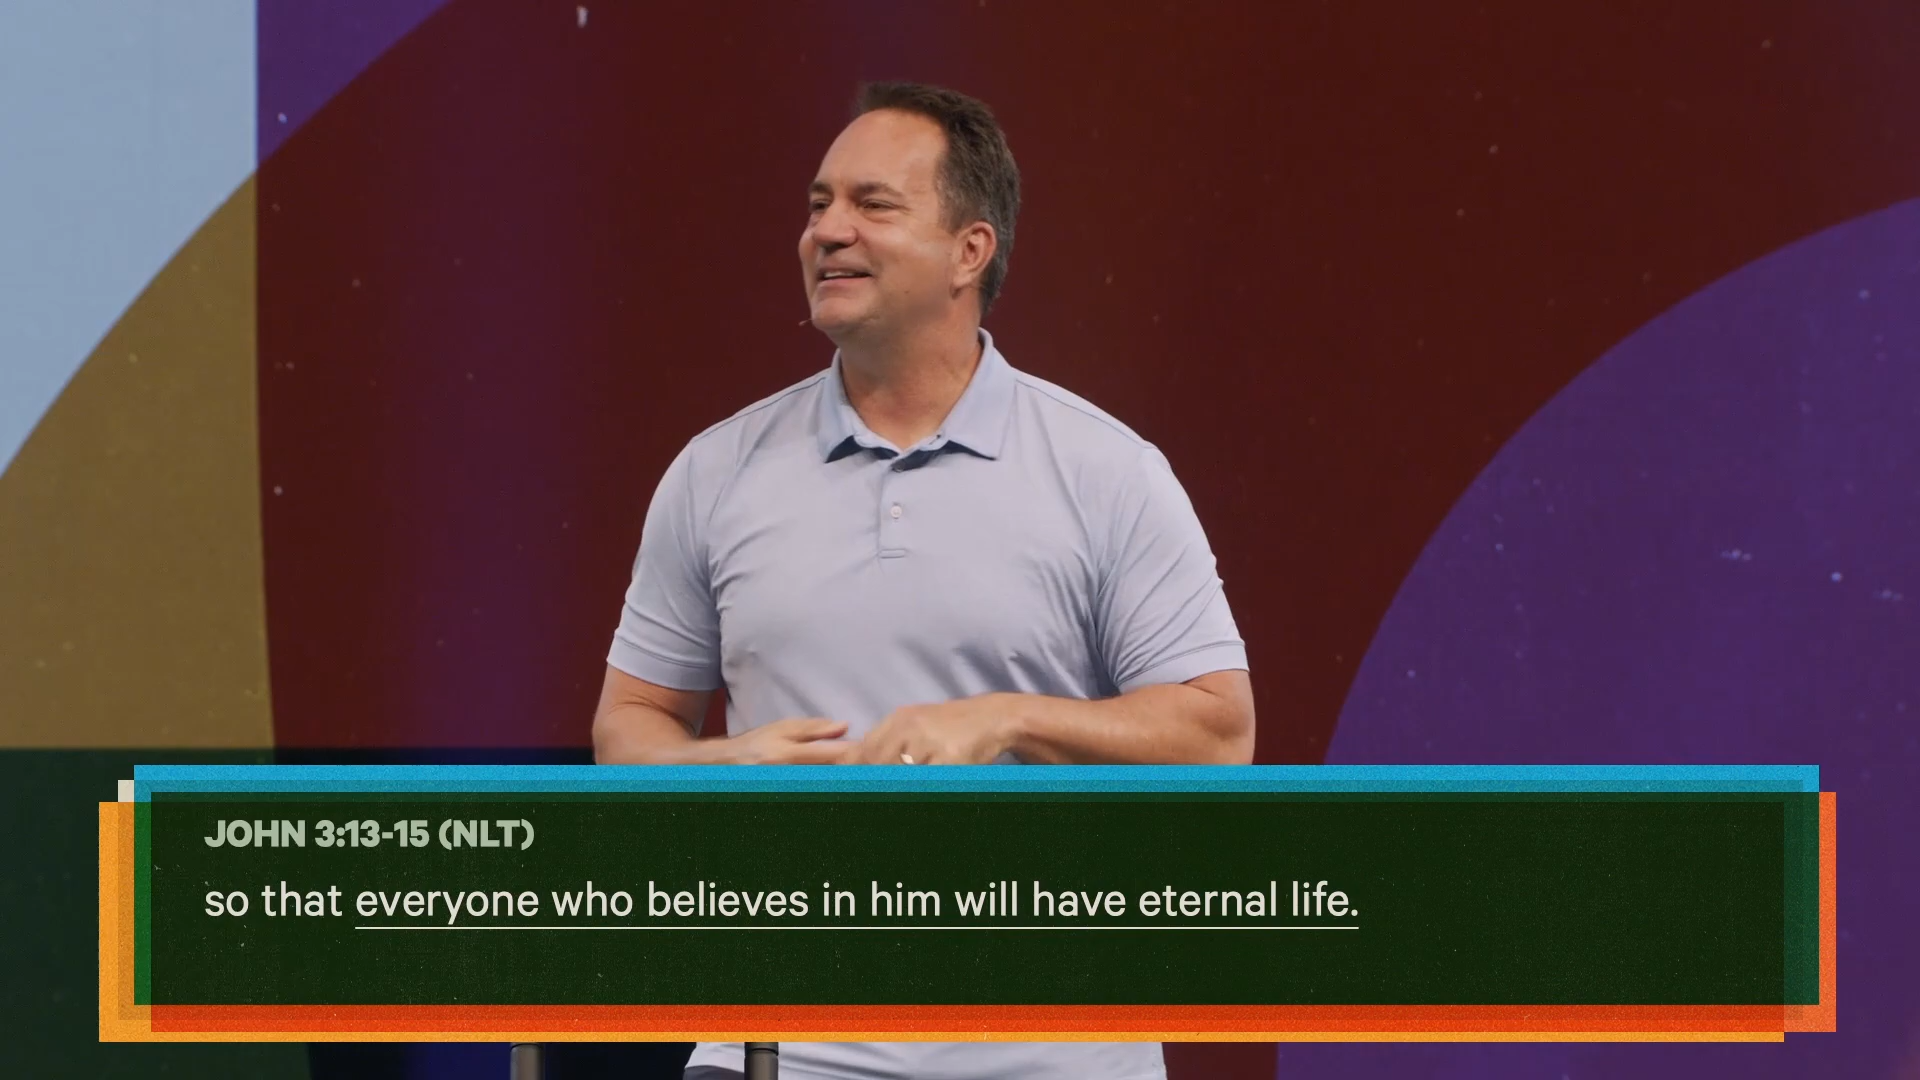 JOHN 3:13-15 (NLT)
so that everyone who believes in him will have eternal life.